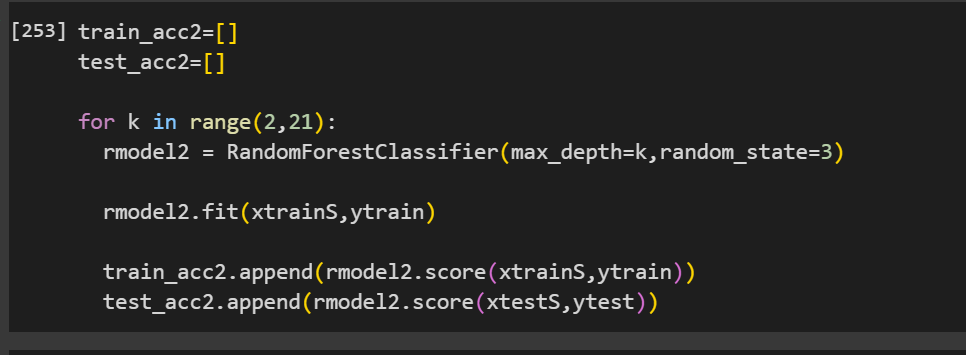 [253] train_acc2=[]
test_acc2=[]
for k in range(2,21):
rmodel2 = RandomForestClassifier(max_depth=k,random_state=3)
rmodel2.fit(xtrainS,ytrain)
train_acc2.append(rmodel2.score(xtrainS,ytrain))
test_acc2.append(rmodel2.score(xtestS,ytest))